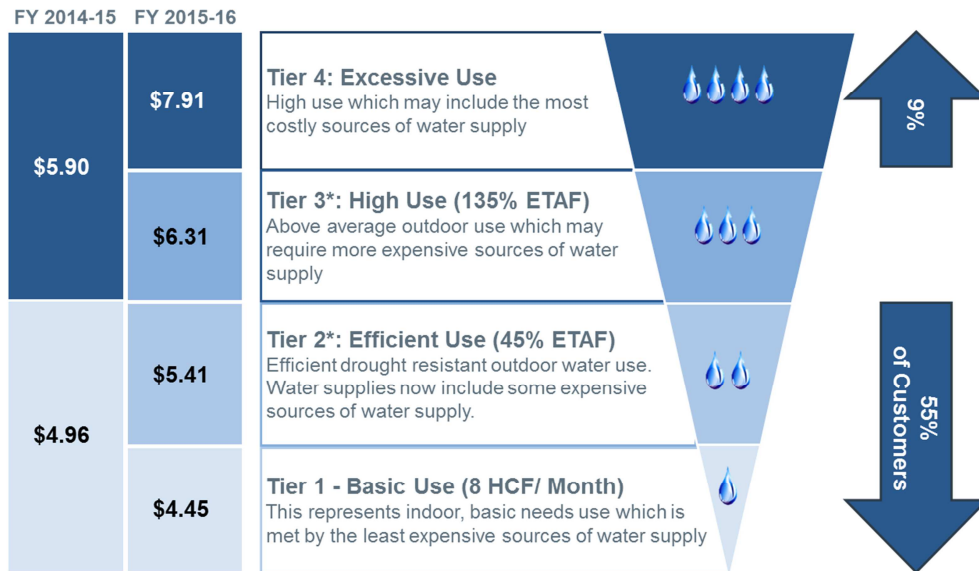 FY 2014-15
FY 2015-16
$5.90
$4.96
$7.91
$6.31
$5.41
$4.45
Tier 4: Excessive Use
High use which may include the most
costly sources of water supply
Tier 3*: High Use (135% ETAF)
Above average outdoor use which may
require more expensive sources of water
supply
Tier 2*: Efficient Use (45% ETAF)
Efficient drought resistant outdoor water use.
Water supplies now include some expensive
sources of water supply.
Tier 1 - Basic Use (8 HCF/ Month)
This represents indoor, basic needs use which is
met by the least expensive sources of water supply
9%
55%
of Customers